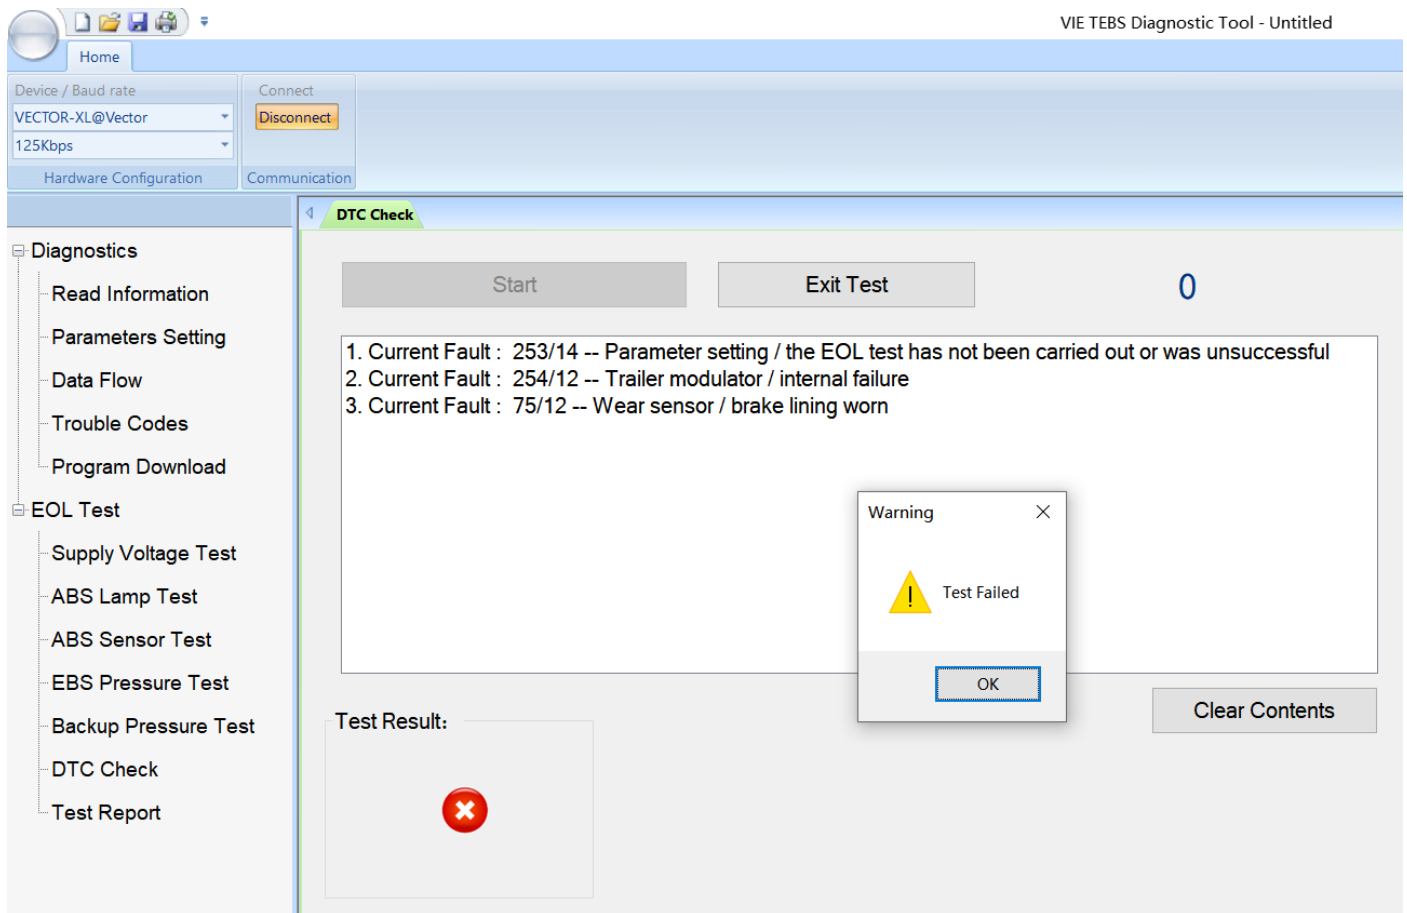 VIE TEBS Diagnostic Tool - Untitled
Home
Device / Baud rate
VECTOR-XL@Vector
125Kbps
Hardware Configuration
Connect
Disconnect
Communication
DTC Check
Diagnostics
Read Information
Parameters Setting
Data Flow
Trouble Codes
Program Download
EOL Test
Supply Voltage Test
ABS Lamp Test
ABS Sensor Test
EBS Pressure Test
Backup Pressure Test
DTC Check
Test Report
Start
Exit Test
0
1. Current Fault :  253/14 -- Parameter setting / the EOL test has not been carried out or was unsuccessful
2. Current Fault :  254/12 -- Trailer modulator / internal failure
3. Current Fault :  75/12 -- Wear sensor / brake lining worn
Warning
Test Failed
OK
Clear Contents
Test Result：